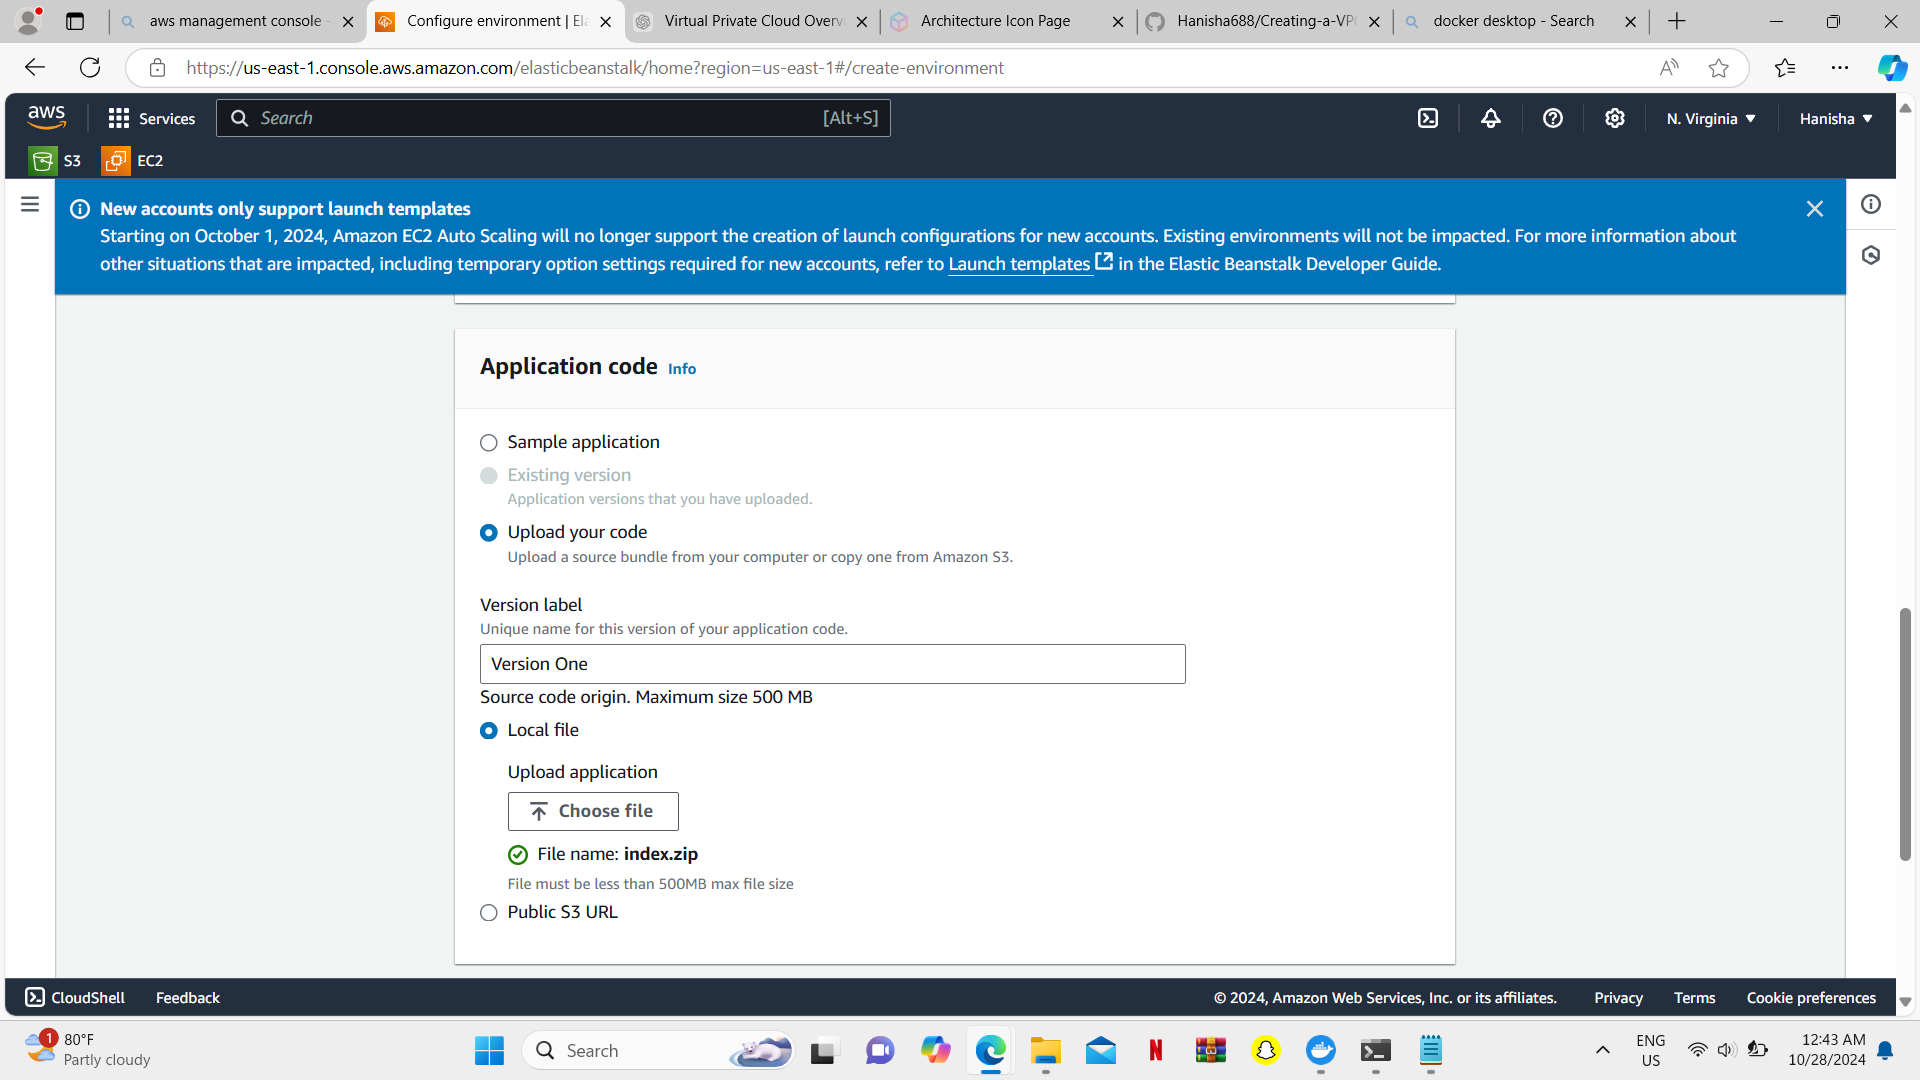 aws management console -
Configure environment | Ela
Virtual Private Cloud Overvi
Architecture Icon Page
Hanisha688/Creating-a-VPC
docker desktop - Search
https://us-east-1.console.aws.amazon.com/elasticbeanstalk/home?region=us-east-1#/create-environment
aws
Services
Search
[Alt+S]
N. Virginia
Hanisha
S3
EC2
New accounts only support launch templates
Starting on October 1, 2024, Amazon EC2 Auto Scaling will no longer support the creation of launch configurations for new accounts. Existing environments will not be impacted. For more information about
other situations that are impacted, including temporary option settings required for new accounts, refer to Launch templates in the Elastic Beanstalk Developer Guide.
Application code Info
Sample application
Existing version
Application versions that you have uploaded.
Upload your code
Upload a source bundle from your computer or copy one from Amazon S3.
Version label
Unique name for this version of your application code.
Version One
Source code origin. Maximum size 500 MB
Local file
Upload application
Choose file
File name: index.zip
File must be less than 500MB max file size
Public S3 URL
CloudShell
Feedback
© 2024, Amazon Web Services, Inc. or its affiliates.
Privacy
Terms
Cookie preferences
1
80°F
Partly cloudy
Search
N
ENG
US
12:43 AM
10/28/2024